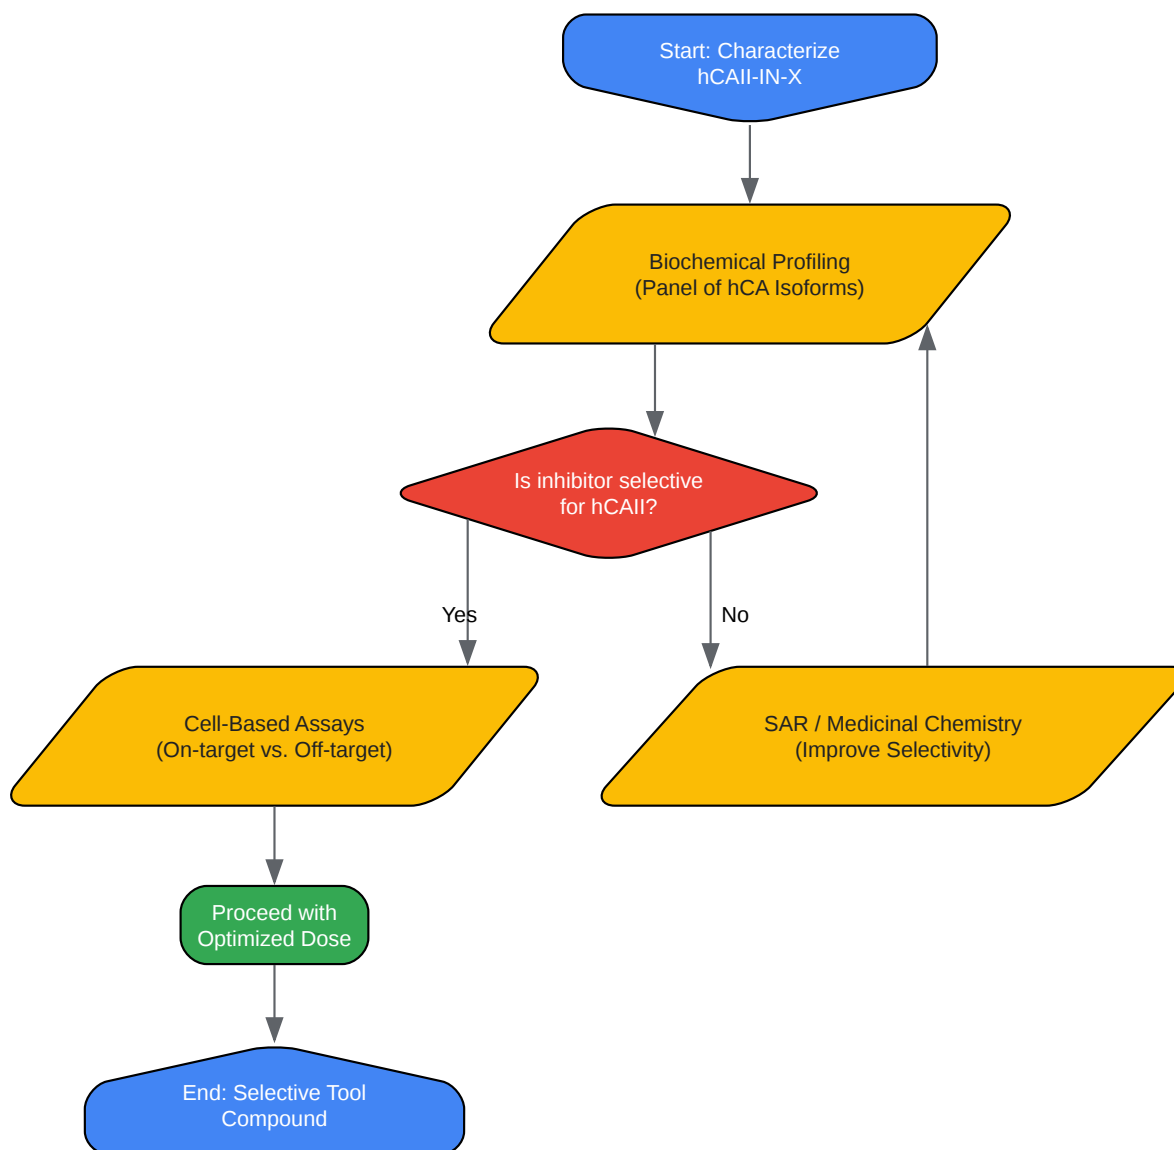 Start: Characterize
hCAII-IN-X
Biochemical Profiling
(Panel of hCA Isoforms)
Is inhibitor selective
for hCAII?
Yes
No
Cell-Based Assays
(On-target vs. Off-target)
SAR / Medicinal Chemistry
(Improve Selectivity)
Proceed with
Optimized Dose
End: Selective Tool
Compound